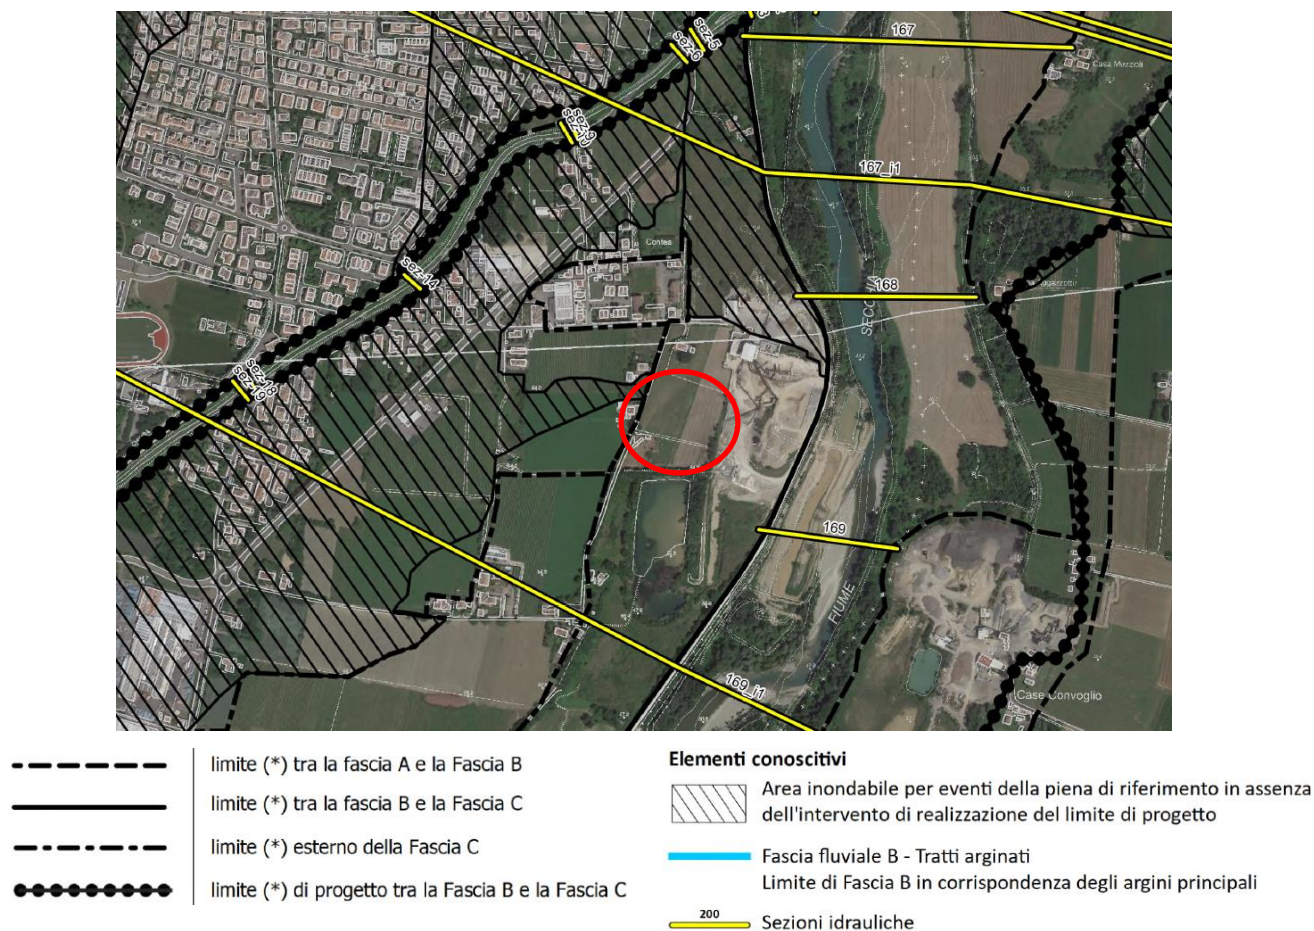 167
Casa Mazzoli
sez-5
sez-6
sez-9
sez-10
167_i1
Contea
sez-14
168
SECCHIA
sez-18
sez-19
169
FIUME
169_i1
Case Convoglio
limite (*) tra la fascia A e la Fascia B
limite (*) tra la fascia B e la Fascia C
limite (*) esterno della Fascia C
limite (*) di progetto tra la Fascia B e la Fascia C
Elementi conoscitivi
Area inondabile per eventi della piena di riferimento in assenza
dell'intervento di realizzazione del limite di progetto
Fascia fluviale B - Tratti arginati
Limite di Fascia B in corrispondenza degli argini principali
200
Sezioni idrauliche